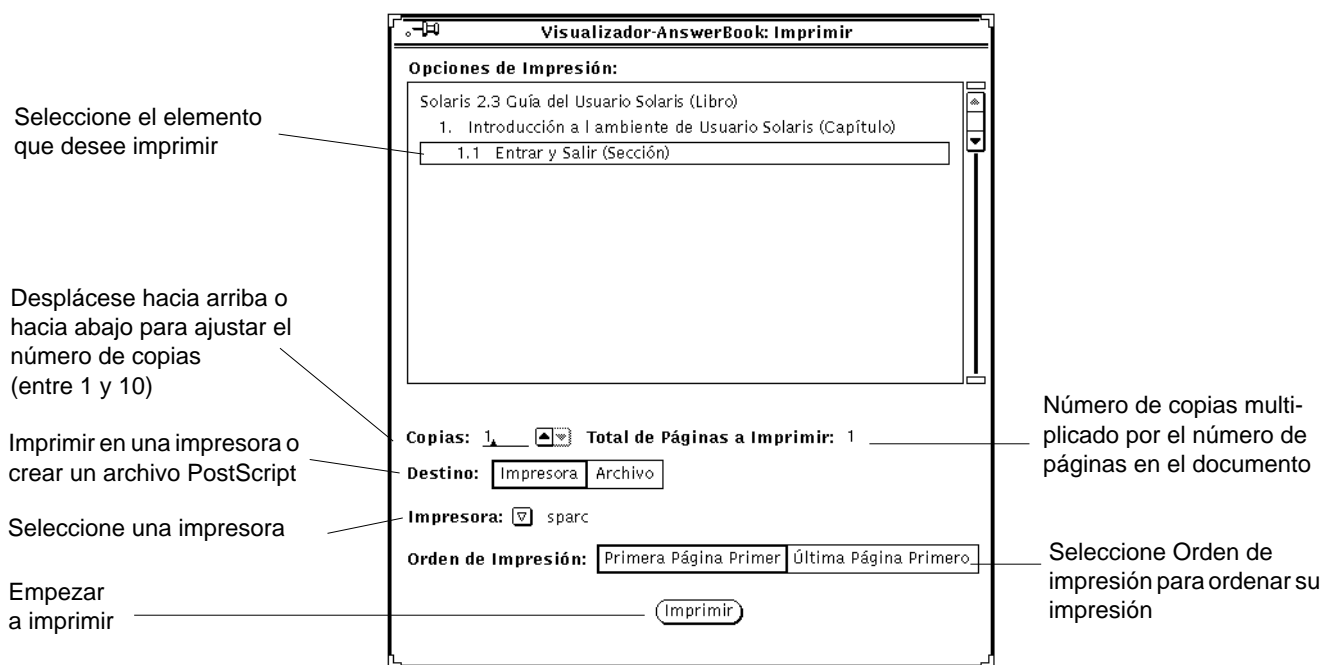 Visualizador-AnswerBook: Imprimir
Opciones de Impresión:
Solaris 2.3 Guía del Usuario Solaris (Libro)
1. Introducción a l ambiente de Usuario Solaris (Capítulo)
1.1 Entrar y Salir (Sección)
Seleccione el elemento
que desee imprimir
Desplácese hacia arriba o
hacia abajo para ajustar el
número de copias
(entre 1 y 10)
Copias: 1 Total de Páginas a Imprimir: 1
Número de copias multi-
plicado por el número de
páginas en el documento
Imprimir en una impresora o
crear un archivo PostScript
Destino: Impresora Archivo
Seleccione una impresora
Impresora: sparc
Orden de Impresión: Primera Página Primer Última Página Primero
Seleccione Orden de
impresión para ordenar su
impresión
Empezar
a imprimir
Imprimir